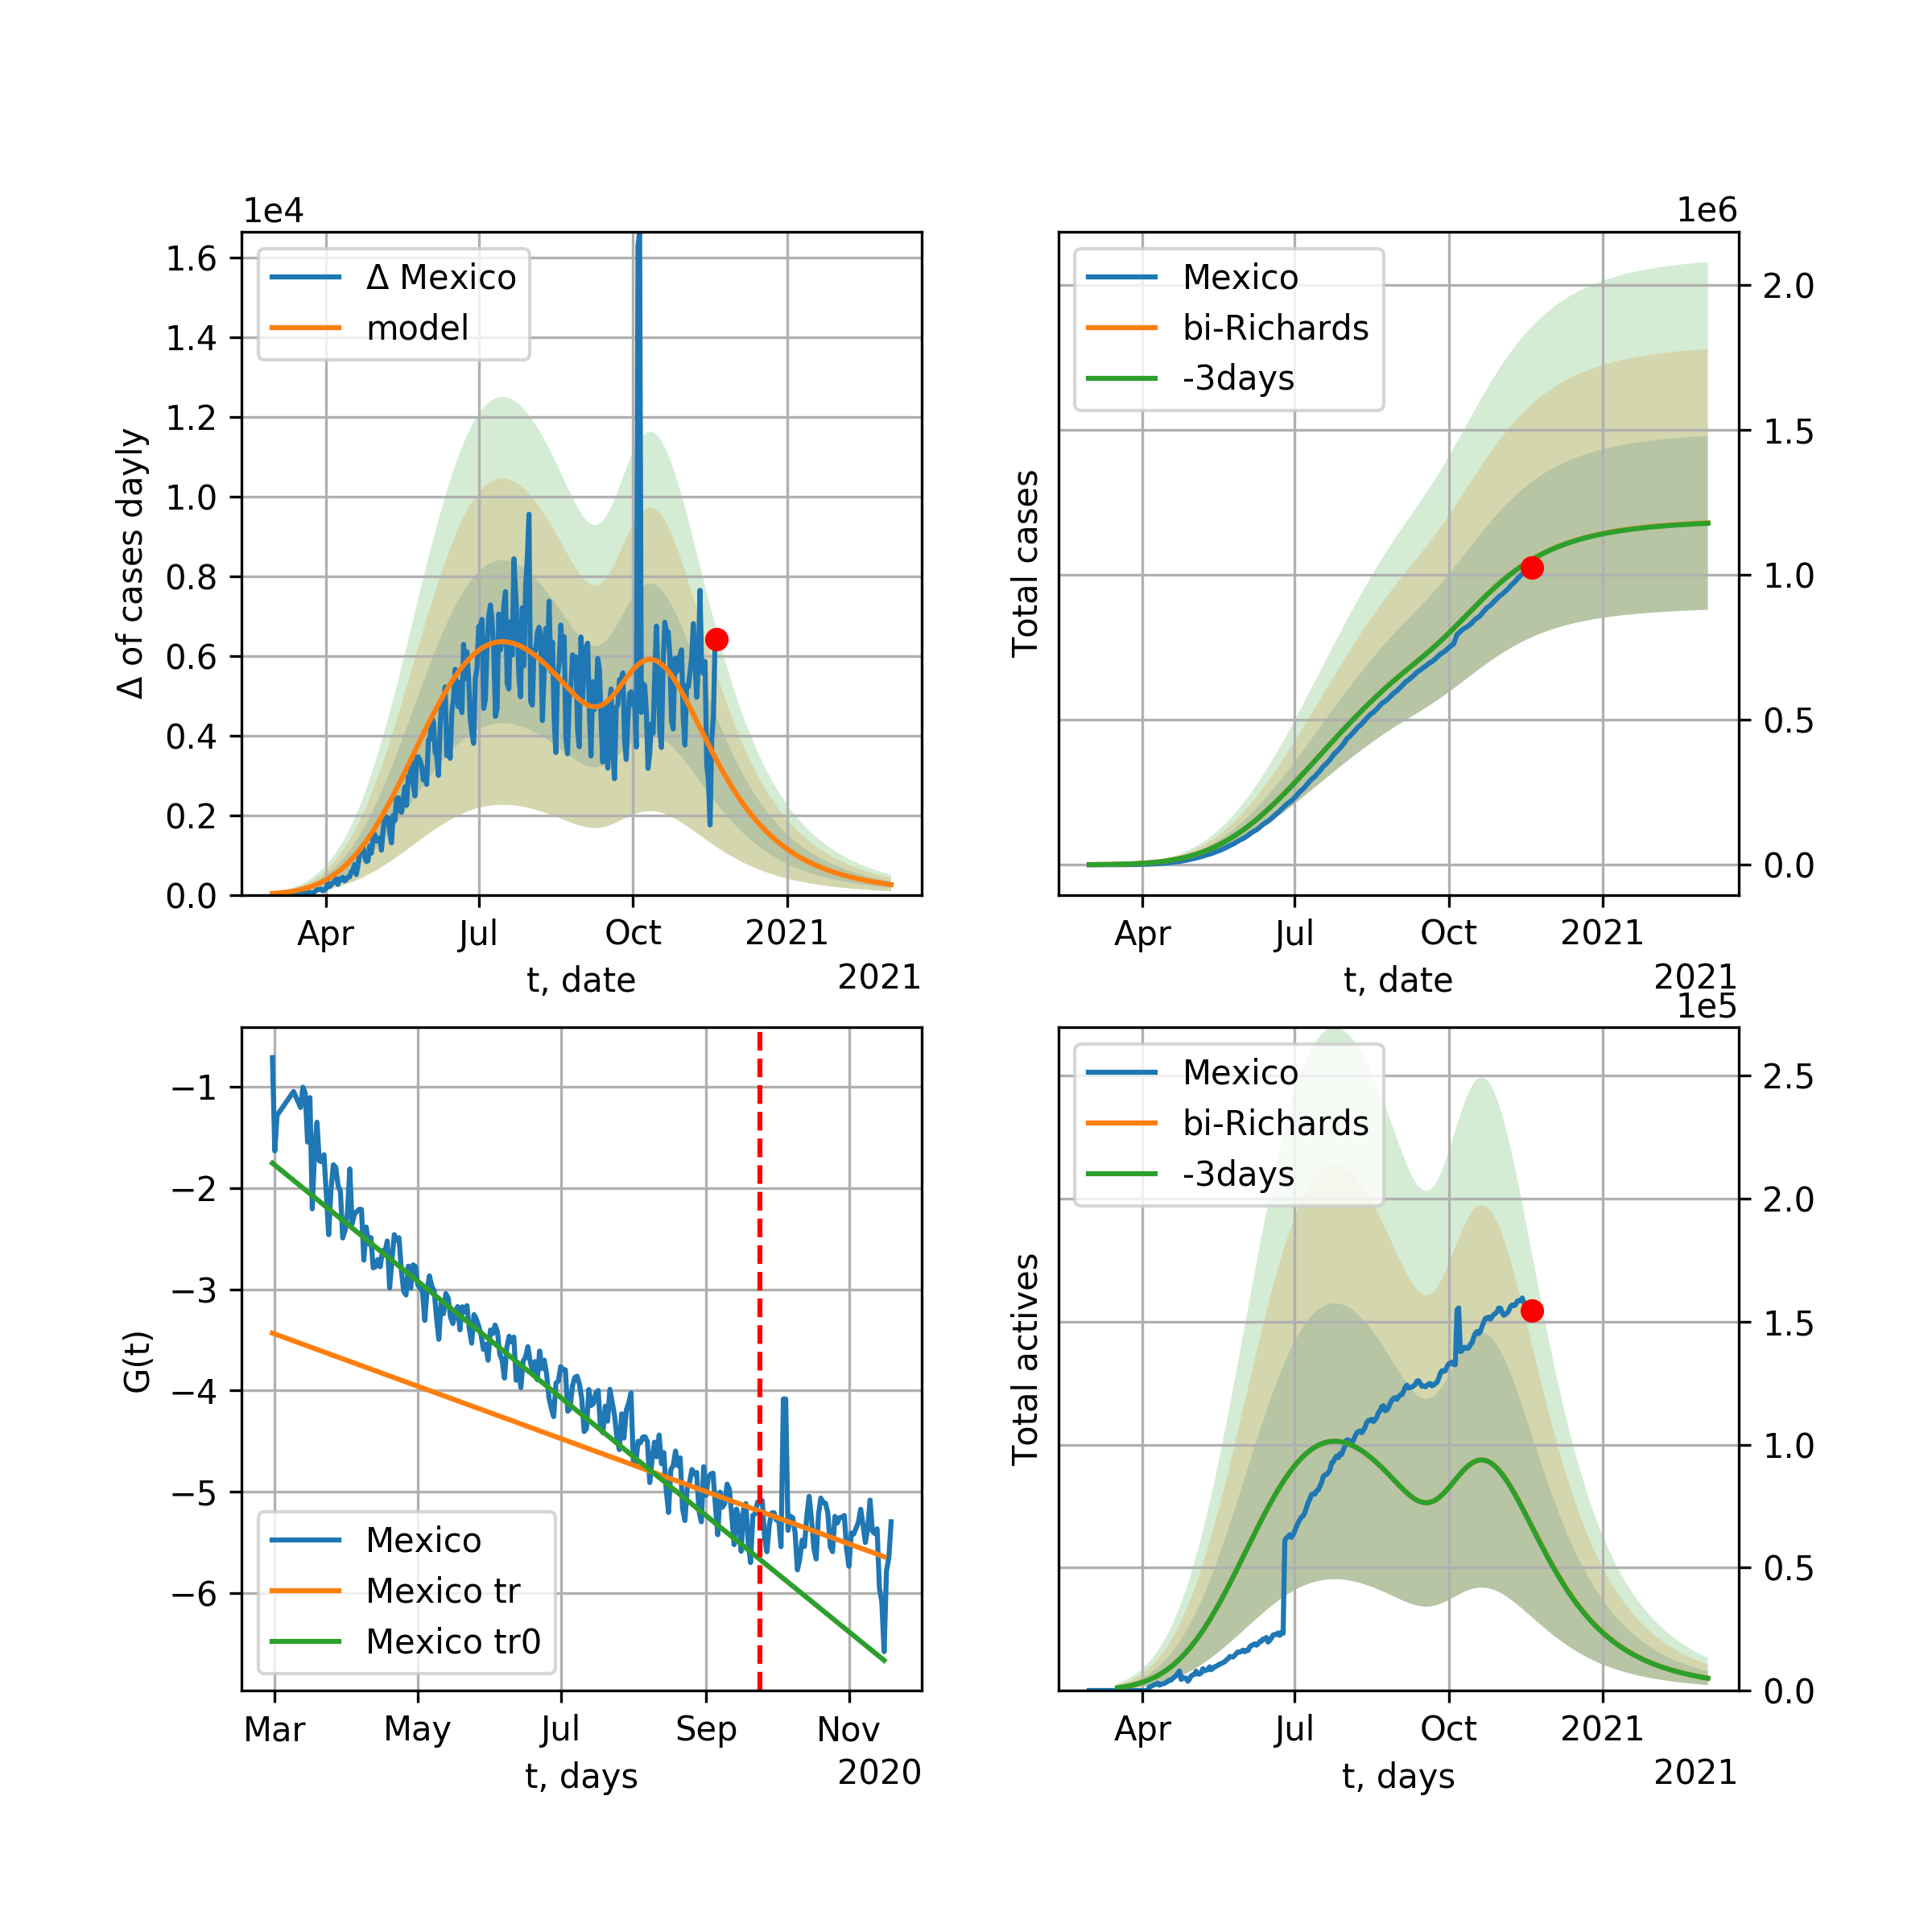 1e4
Δ of cases dayly
1.6
1.4
1.2
1.0
0.8
0.6
0.4
0.2
0.0
Δ Mexico
model
Apr Jul Oct 2021
t, date
2021
1e6
Total cases
Mexico
bi-Richards
-3days
2.0
1.5
1.0
0.5
0.0
Apr Jul Oct 2021
t, date
2021
G(t)
−1
−2
−3
−4
−5
−6
Mexico
Mexico tr
Mexico tr0
Mar May Jul Sep Nov
t, days
2020
1e5
Total actives
Mexico
bi-Richards
-3days
2.5
2.0
1.5
1.0
0.5
0.0
Apr Jul Oct 2021
t, days
2021